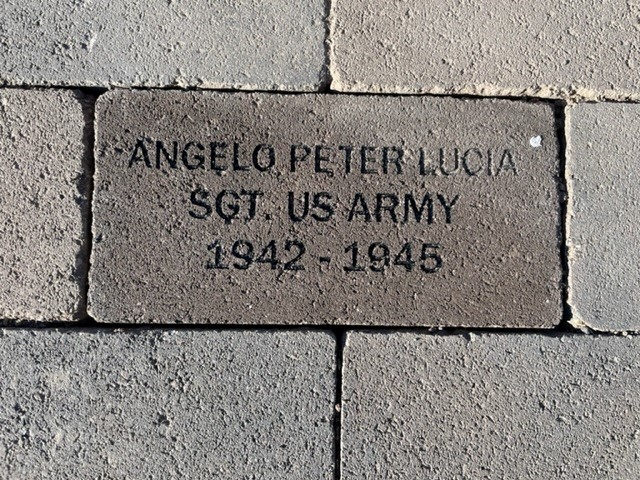 ANGELO PETER LUCIA
SGT. US ARMY
1942 - 1945